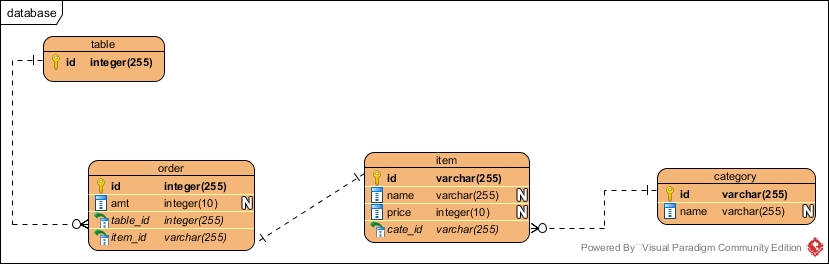 database
table
id integer(255)
order
id integer(255)
amt integer(10) N
table_id integer(255)
item_id varchar(255)
item
id varchar(255)
name varchar(255) N
price integer(10) N
cate_id varchar(255)
category
id varchar(255)
name varchar(255) N
Powered By Visual Paradigm Community Edition